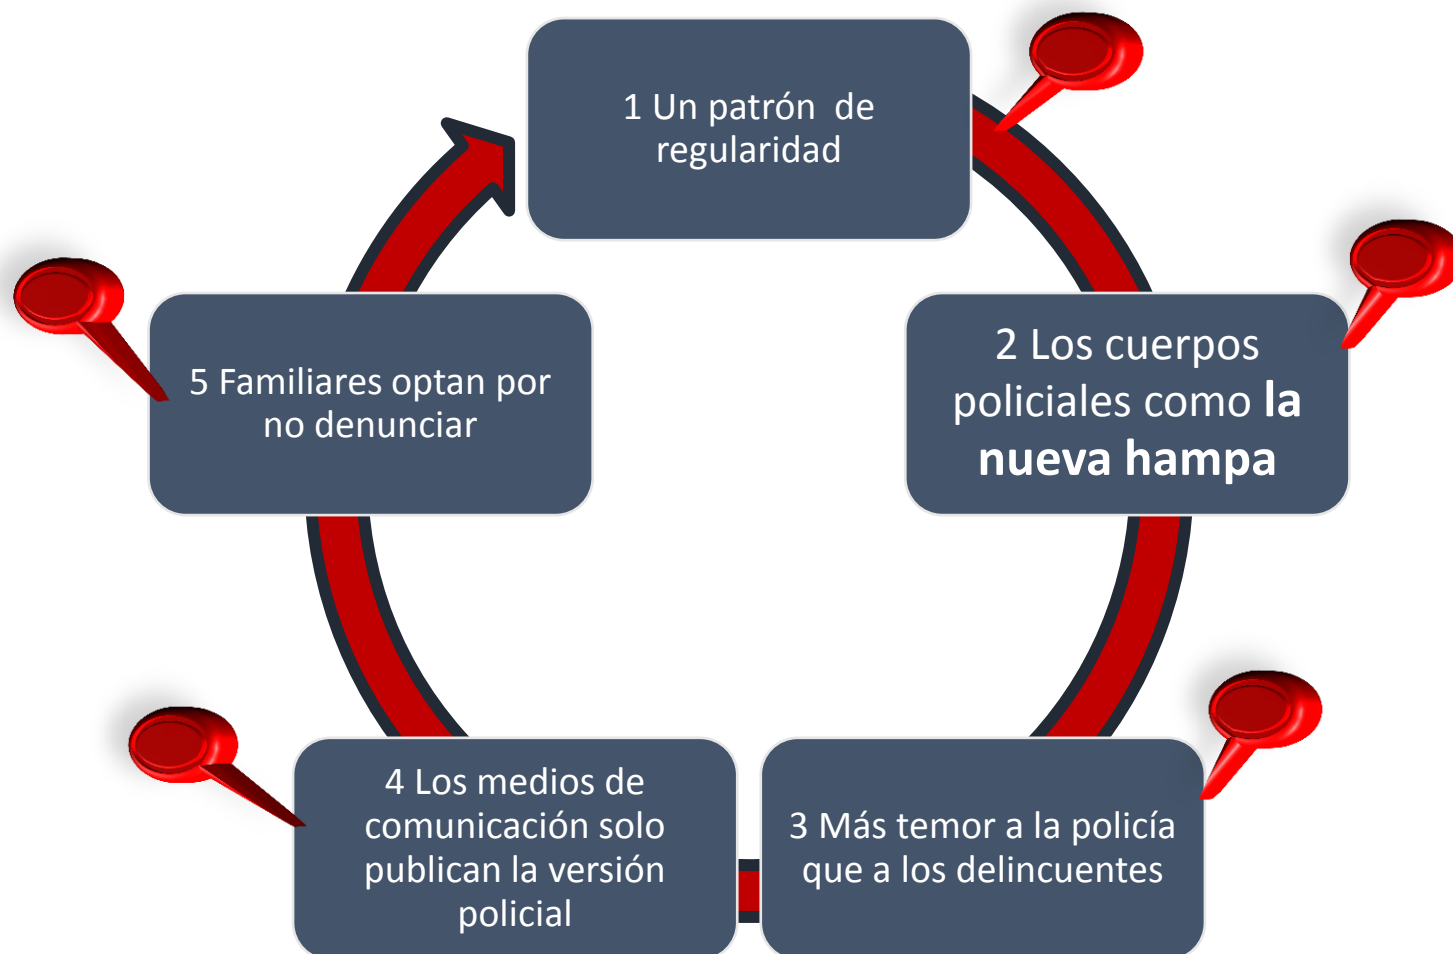 1 Un patrón  de
regularidad
2 Los cuerpos
policiales como la
nueva hampa
3 Más temor a la policía
que a los delincuentes
4 Los medios de
comunicación solo
publican la versión
policial
5 Familiares optan por
no denunciar